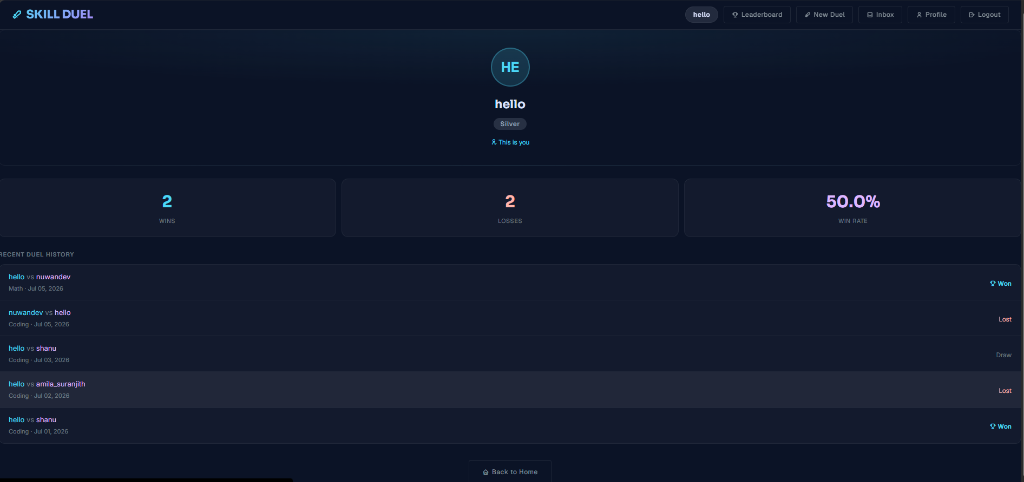 SKILL DUEL
hello Leaderboard New Duel Inbox Profile Logout
HE
hello
Silver
This is you
2 2 50.0%
WINS LOSSES WIN RATE
RECENT DUEL HISTORY
hello vs nuwandev
Math · Jul 05, 2026
Won
nuwandev vs hello
Coding · Jul 05, 2026
Lost
hello vs shanu
Coding · Jul 03, 2026
Draw
hello vs amila_suranjith
Coding · Jul 02, 2026
Lost
hello vs shanu
Coding · Jul 01, 2026
Won
Back to Home